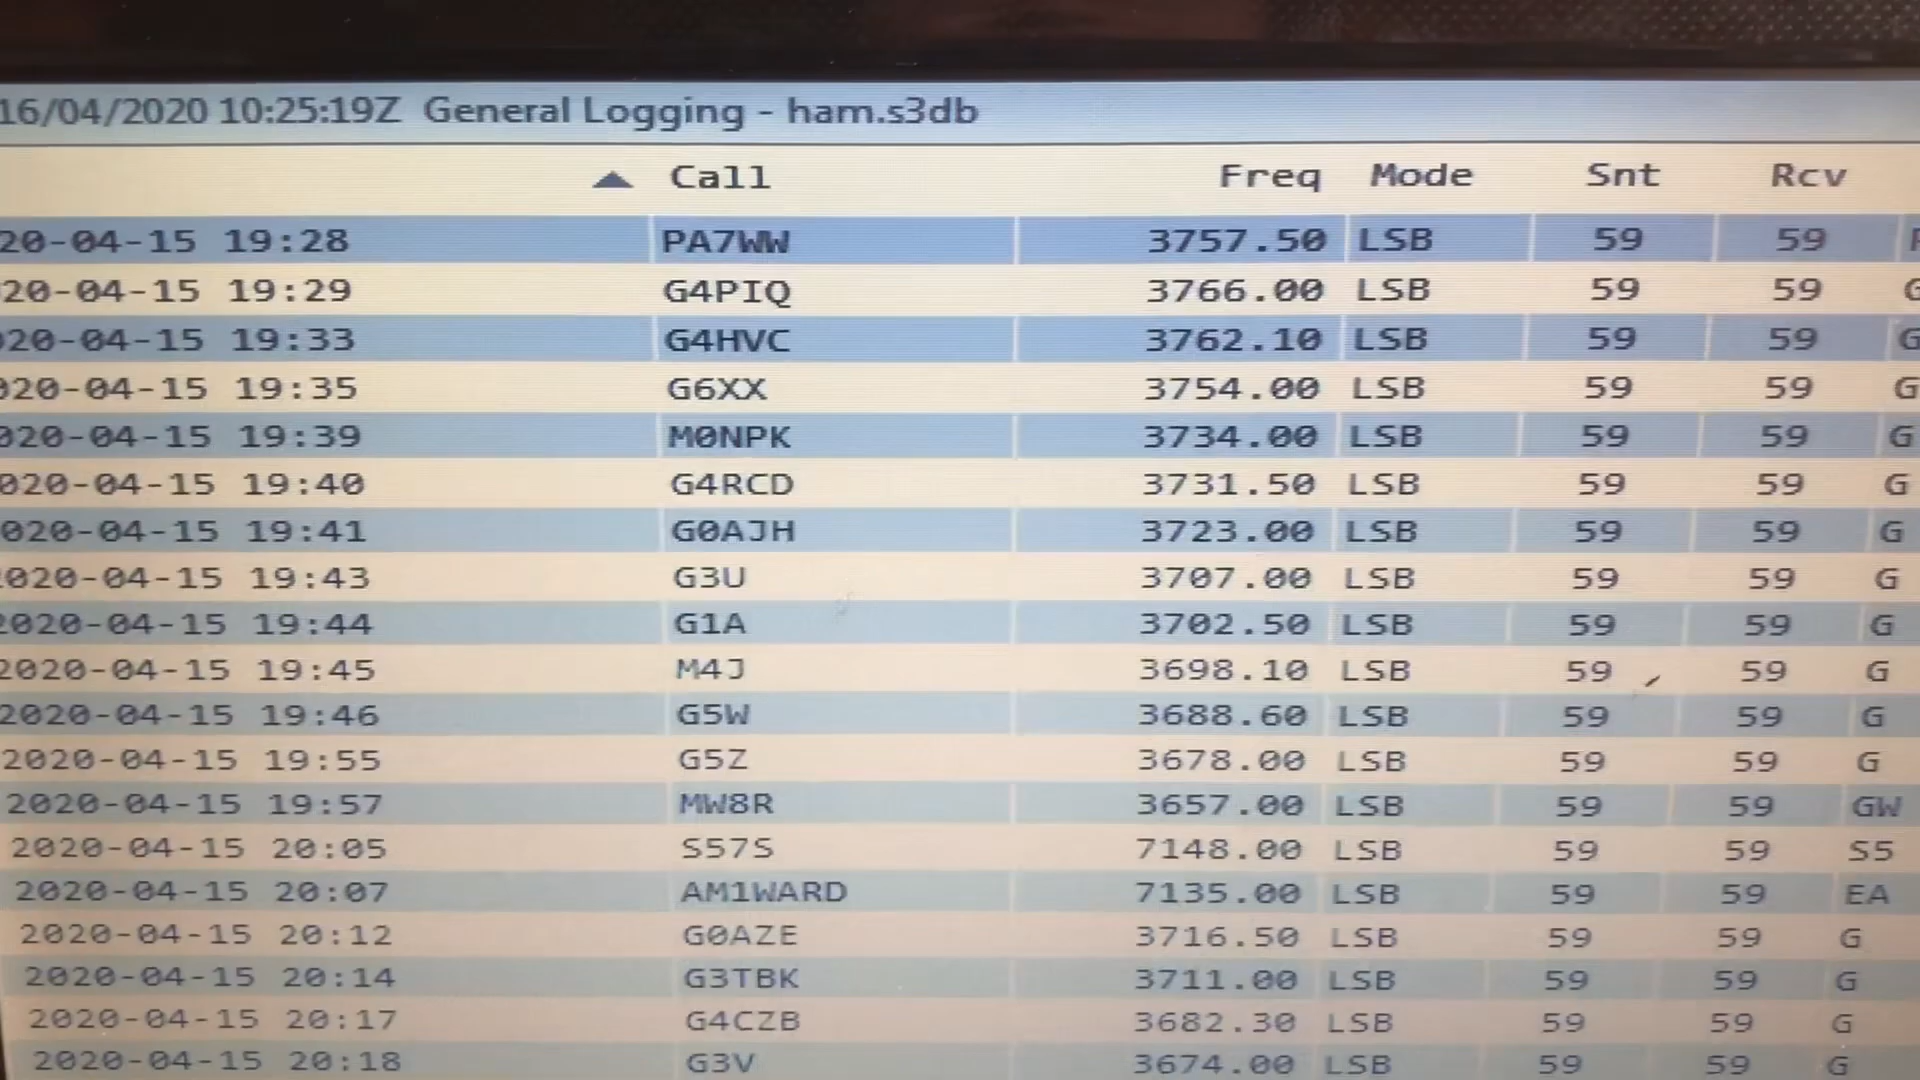 16/04/2020 10:25:19Z General Logging - ham.s3db
Call Freq Mode Snt Rcv
20-04-15 19:28 PA7WW 3757.50 LSB 59 59
20-04-15 19:29 G4PIQ 3766.00 LSB 59 59 G
020-04-15 19:33 G4HVC 3762.10 LSB 59 59 G
020-04-15 19:35 G6XX 3754.00 LSB 59 59 G
020-04-15 19:39 M0NPK 3734.00 LSB 59 59 G
020-04-15 19:40 G4RCD 3731.50 LSB 59 59 G
020-04-15 19:41 G0AJH 3723.00 LSB 59 59 G
2020-04-15 19:43 G3U 3707.00 LSB 59 59 G
2020-04-15 19:44 G1A 3702.50 LSB 59 59 G
2020-04-15 19:45 M4J 3698.10 LSB 59 59 G
2020-04-15 19:46 G5W 3688.60 LSB 59 59 G
2020-04-15 19:55 G5Z 3678.00 LSB 59 59 G
2020-04-15 19:57 MW8R 3657.00 LSB 59 59 GW
2020-04-15 20:05 S57S 7148.00 LSB 59 59 S5
2020-04-15 20:07 AM1WARD 7135.00 LSB 59 59 EA
2020-04-15 20:12 G0AZE 3716.50 LSB 59 59 G
2020-04-15 20:14 G3TBK 3711.00 LSB 59 59 G
2020-04-15 20:17 G4CZB 3682.30 LSB 59 59 G
2020-04-15 20:18 G3V 3674.00 LSB 59 59 G